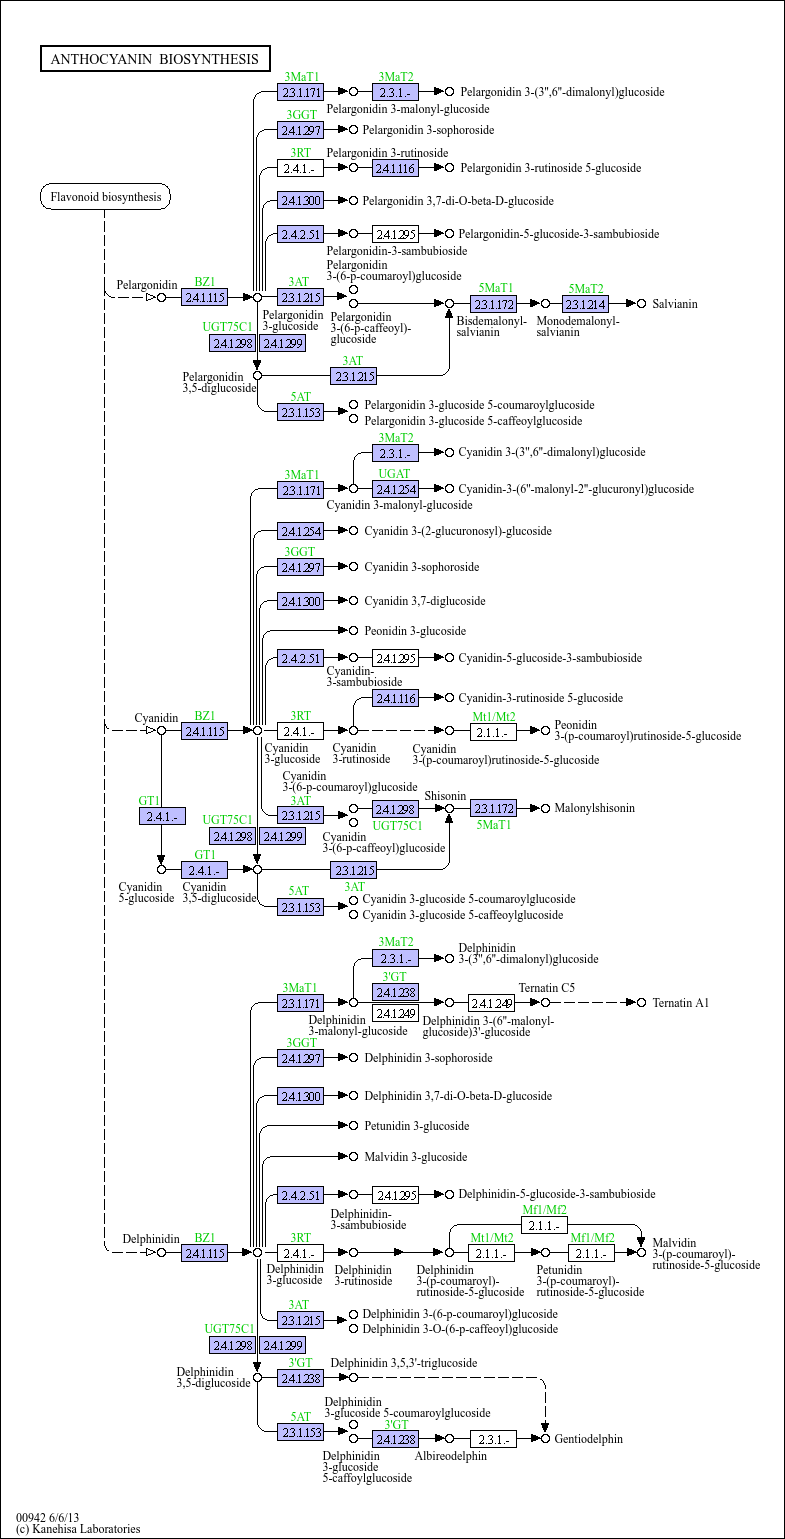 ANTHOCYANIN BIOSYNTHESIS
3MaT1
3MaT2
2.3.1.171
2.3.1.-
Pelargonidin 3-(3",6"-dimalonyl)glucoside
Pelargonidin 3-malonyl-glucoside
3GGT
2.4.1.297
Pelargonidin 3-sophoroside
3RT
Pelargonidin 3-rutinoside
2.4.1.-
2.4.1.116
Pelargonidin 3-rutinoside 5-glucoside
Flavonoid biosynthesis
2.4.1.300
Pelargonidin 3,7-di-O-beta-D-glucoside
2.4.2.51
2.4.1.295
Pelargonidin-5-glucoside-3-sambubioside
Pelargonidin-3-sambubioside
Pelargonidin
3-(6-p-coumaroyl)glucoside
Pelargonidin
BZ1
3AT
5MaT1
5MaT2
2.4.1.115
2.3.1.215
2.3.1.172
2.3.1.214
Salvianin
Pelargonidin
3-glucoside
Pelargonidin
3-(6-p-caffeoyl)-
glucoside
Bisdemalonyl-
salvianin
Monodemalonyl-
salvianin
UGT75C1
2.4.1.298
2.4.1.299
3AT
2.3.1.215
Pelargonidin
3,5-diglucoside
5AT
2.3.1.153
Pelargonidin 3-glucoside 5-coumaroylglucoside
Pelargonidin 3-glucoside 5-caffeoylglucoside
3MaT2
2.3.1.-
Cyanidin 3-(3",6"-dimalonyl)glucoside
3MaT1
UGAT
2.3.1.171
2.4.1.254
Cyanidin-3-(6"-malonyl-2"-glucuronyl)glucoside
Cyanidin 3-malonyl-glucoside
2.4.1.254
Cyanidin 3-(2-glucuronosyl)-glucoside
3GGT
2.4.1.297
Cyanidin 3-sophoroside
2.4.1.300
Cyanidin 3,7-diglucoside
Peonidin 3-glucoside
2.4.2.51
2.4.1.295
Cyanidin-5-glucoside-3-sambubioside
Cyanidin-
3-sambubioside
2.4.1.116
Cyanidin-3-rutinoside 5-glucoside
Cyanidin
BZ1
3RT
Mt1/Mt2
2.4.1.115
2.4.1.-
2.1.1.-
Peonidin
3-(p-coumaroyl)rutinoside-5-glucoside
Cyanidin
3-glucoside
Cyanidin
3-rutinoside
Cyanidin
3-(p-coumaroyl)rutinoside-5-glucoside
Cyanidin
3-(6-p-coumaroyl)glucoside
GT1
2.4.1.-
3AT
Shisonin
2.3.1.215
2.4.1.298
2.3.1.172
Malonylshisonin
UGT75C1
UGT75C1
5MaT1
2.4.1.298
2.4.1.299
Cyanidin
3-(6-p-caffeoyl)glucoside
GT1
2.4.1.-
2.3.1.215
Cyanidin
5-glucoside
Cyanidin
3,5-diglucoside
5AT
3AT
2.3.1.153
Cyanidin 3-glucoside 5-coumaroylglucoside
Cyanidin 3-glucoside 5-caffeoylglucoside
3MaT2
2.3.1.-
Delphinidin
3-(3",6"-dimalonyl)glucoside
3MaT1
3'GT
2.4.1.238
Ternatin C5
2.3.1.171
2.4.1.249
2.4.1.249
Ternatin A1
Delphinidin
3-malonyl-glucoside
Delphinidin 3-(6"-malonyl-
glucoside)3'-glucoside
3GGT
2.4.1.297
Delphinidin 3-sophoroside
2.4.1.300
Delphinidin 3,7-di-O-beta-D-glucoside
Petunidin 3-glucoside
Malvidin 3-glucoside
2.4.2.51
2.4.1.295
Delphinidin-5-glucoside-3-sambubioside
Delphinidin-
3-sambubioside
Mf1/Mf2
2.1.1.-
Delphinidin
BZ1
3RT
Mt1/Mt2
Mf1/Mf2
2.4.1.115
2.4.1.-
2.1.1.-
2.1.1.-
Malvidin
3-(p-coumaroyl)-
rutinoside-5-glucoside
Delphinidin
3-glucoside
Delphinidin
3-rutinoside
Delphinidin
3-(p-coumaroyl)-
rutinoside-5-glucoside
Petunidin
3-(p-coumaroyl)-
rutinoside-5-glucoside
3AT
2.3.1.215
Delphinidin 3-(6-p-coumaroyl)glucoside
Delphinidin 3-O-(6-p-caffeoyl)glucoside
UGT75C1
2.4.1.298
2.4.1.299
3'GT
Delphinidin 3,5,3'-triglucoside
2.4.1.238
Delphinidin
3,5-diglucoside
Delphinidin
3-glucoside 5-coumaroylglucoside
5AT
3'GT
2.3.1.153
2.4.1.238
2.3.1.-
Gentiodelphin
Delphinidin
3-glucoside
5-caffoylglucoside
Albireodelphin
00942 6/6/13
(c) Kanehisa Laboratories